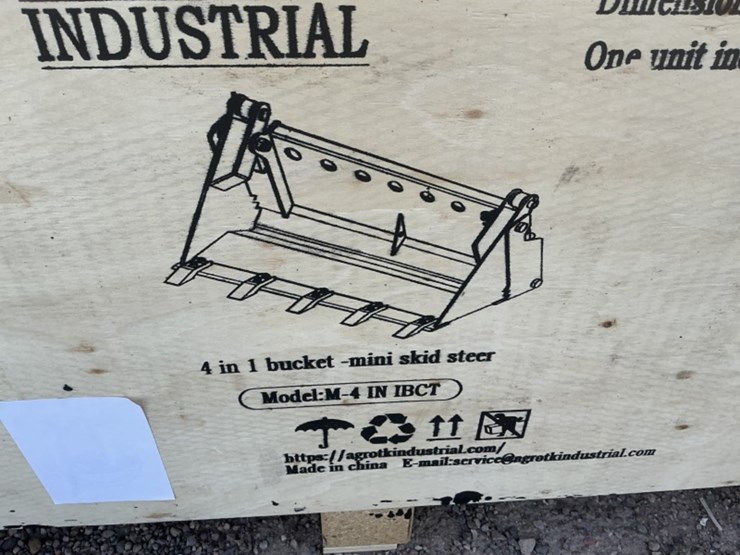 INDUSTRIAL
One unit in
4 in 1 bucket -mini skid steer
Model:M-4 IN IBCT
https://agrotkindustrial.com/
Made in china E-mail:service@agrotkindustrial.com